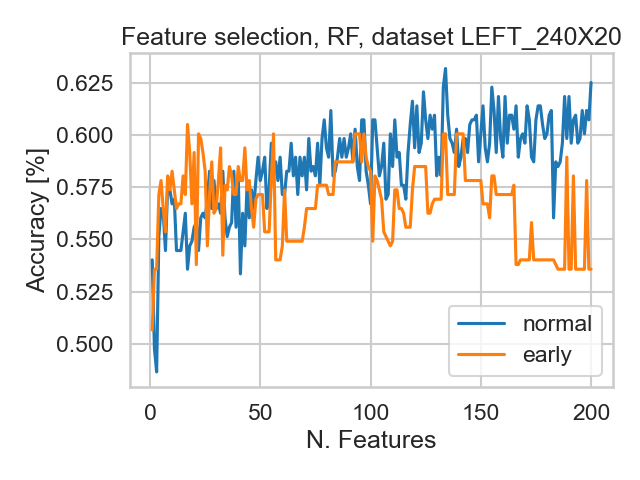 Feature selection, RF, dataset LEFT_240X20
Accuracy [%]
0.625
0.600
0.575
0.550
0.525
0.500
0 50 100 150 200
N. Features
normal
early